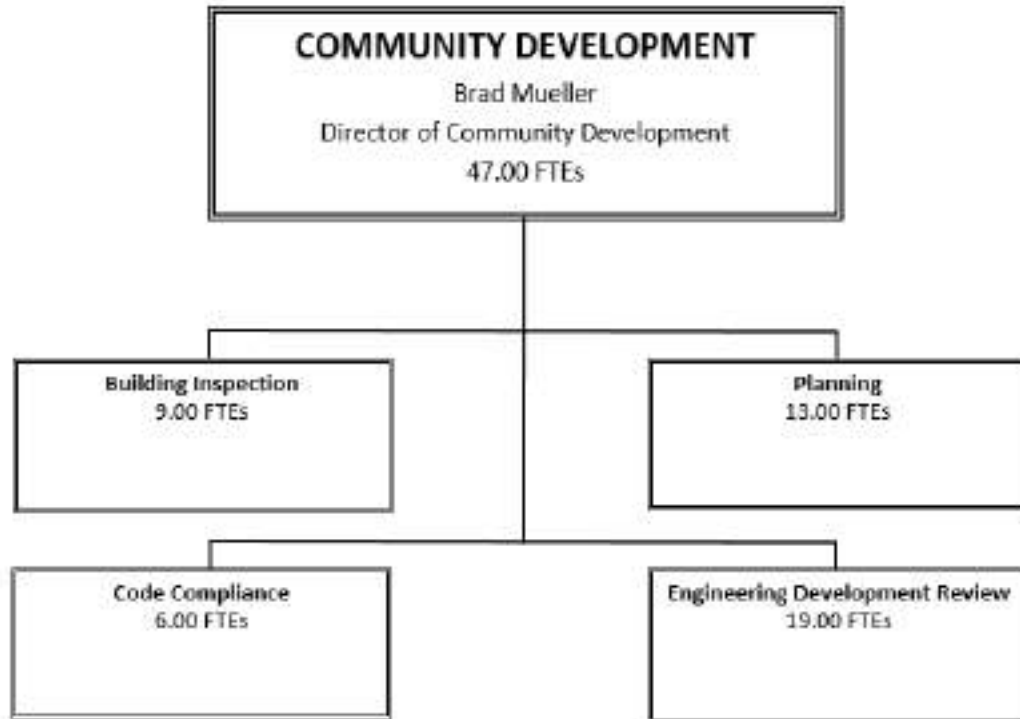 COMMUNITY DEVELOPMENT
Brad Mueller
Director of Community Development
47.00 FTEs
Building Inspection
9.00 FTEs
Planning
13.00 FTEs
Code Compliance
6.00 FTEs
Engineering Development Review
19.00 FTEs